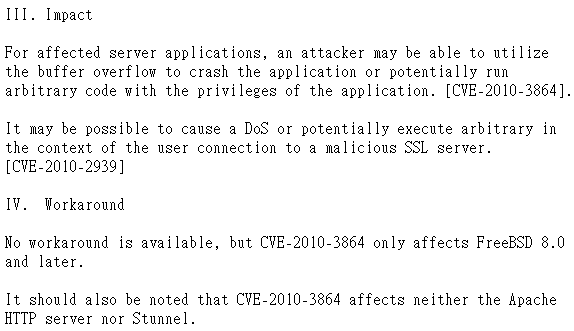 III. Impact
For affected server applications, an attacker may be able to utilize
the buffer overflow to crash the application or potentially run
arbitrary code with the privileges of the application. [CVE-2010-3864].
It may be possible to cause a DoS or potentially execute arbitrary in
the context of the user connection to a malicious SSL server.
[CVE-2010-2939]
IV.  Workaround
No workaround is available, but CVE-2010-3864 only affects FreeBSD 8.0
and later.
It should also be noted that CVE-2010-3864 affects neither the Apache
HTTP server nor Stunnel.